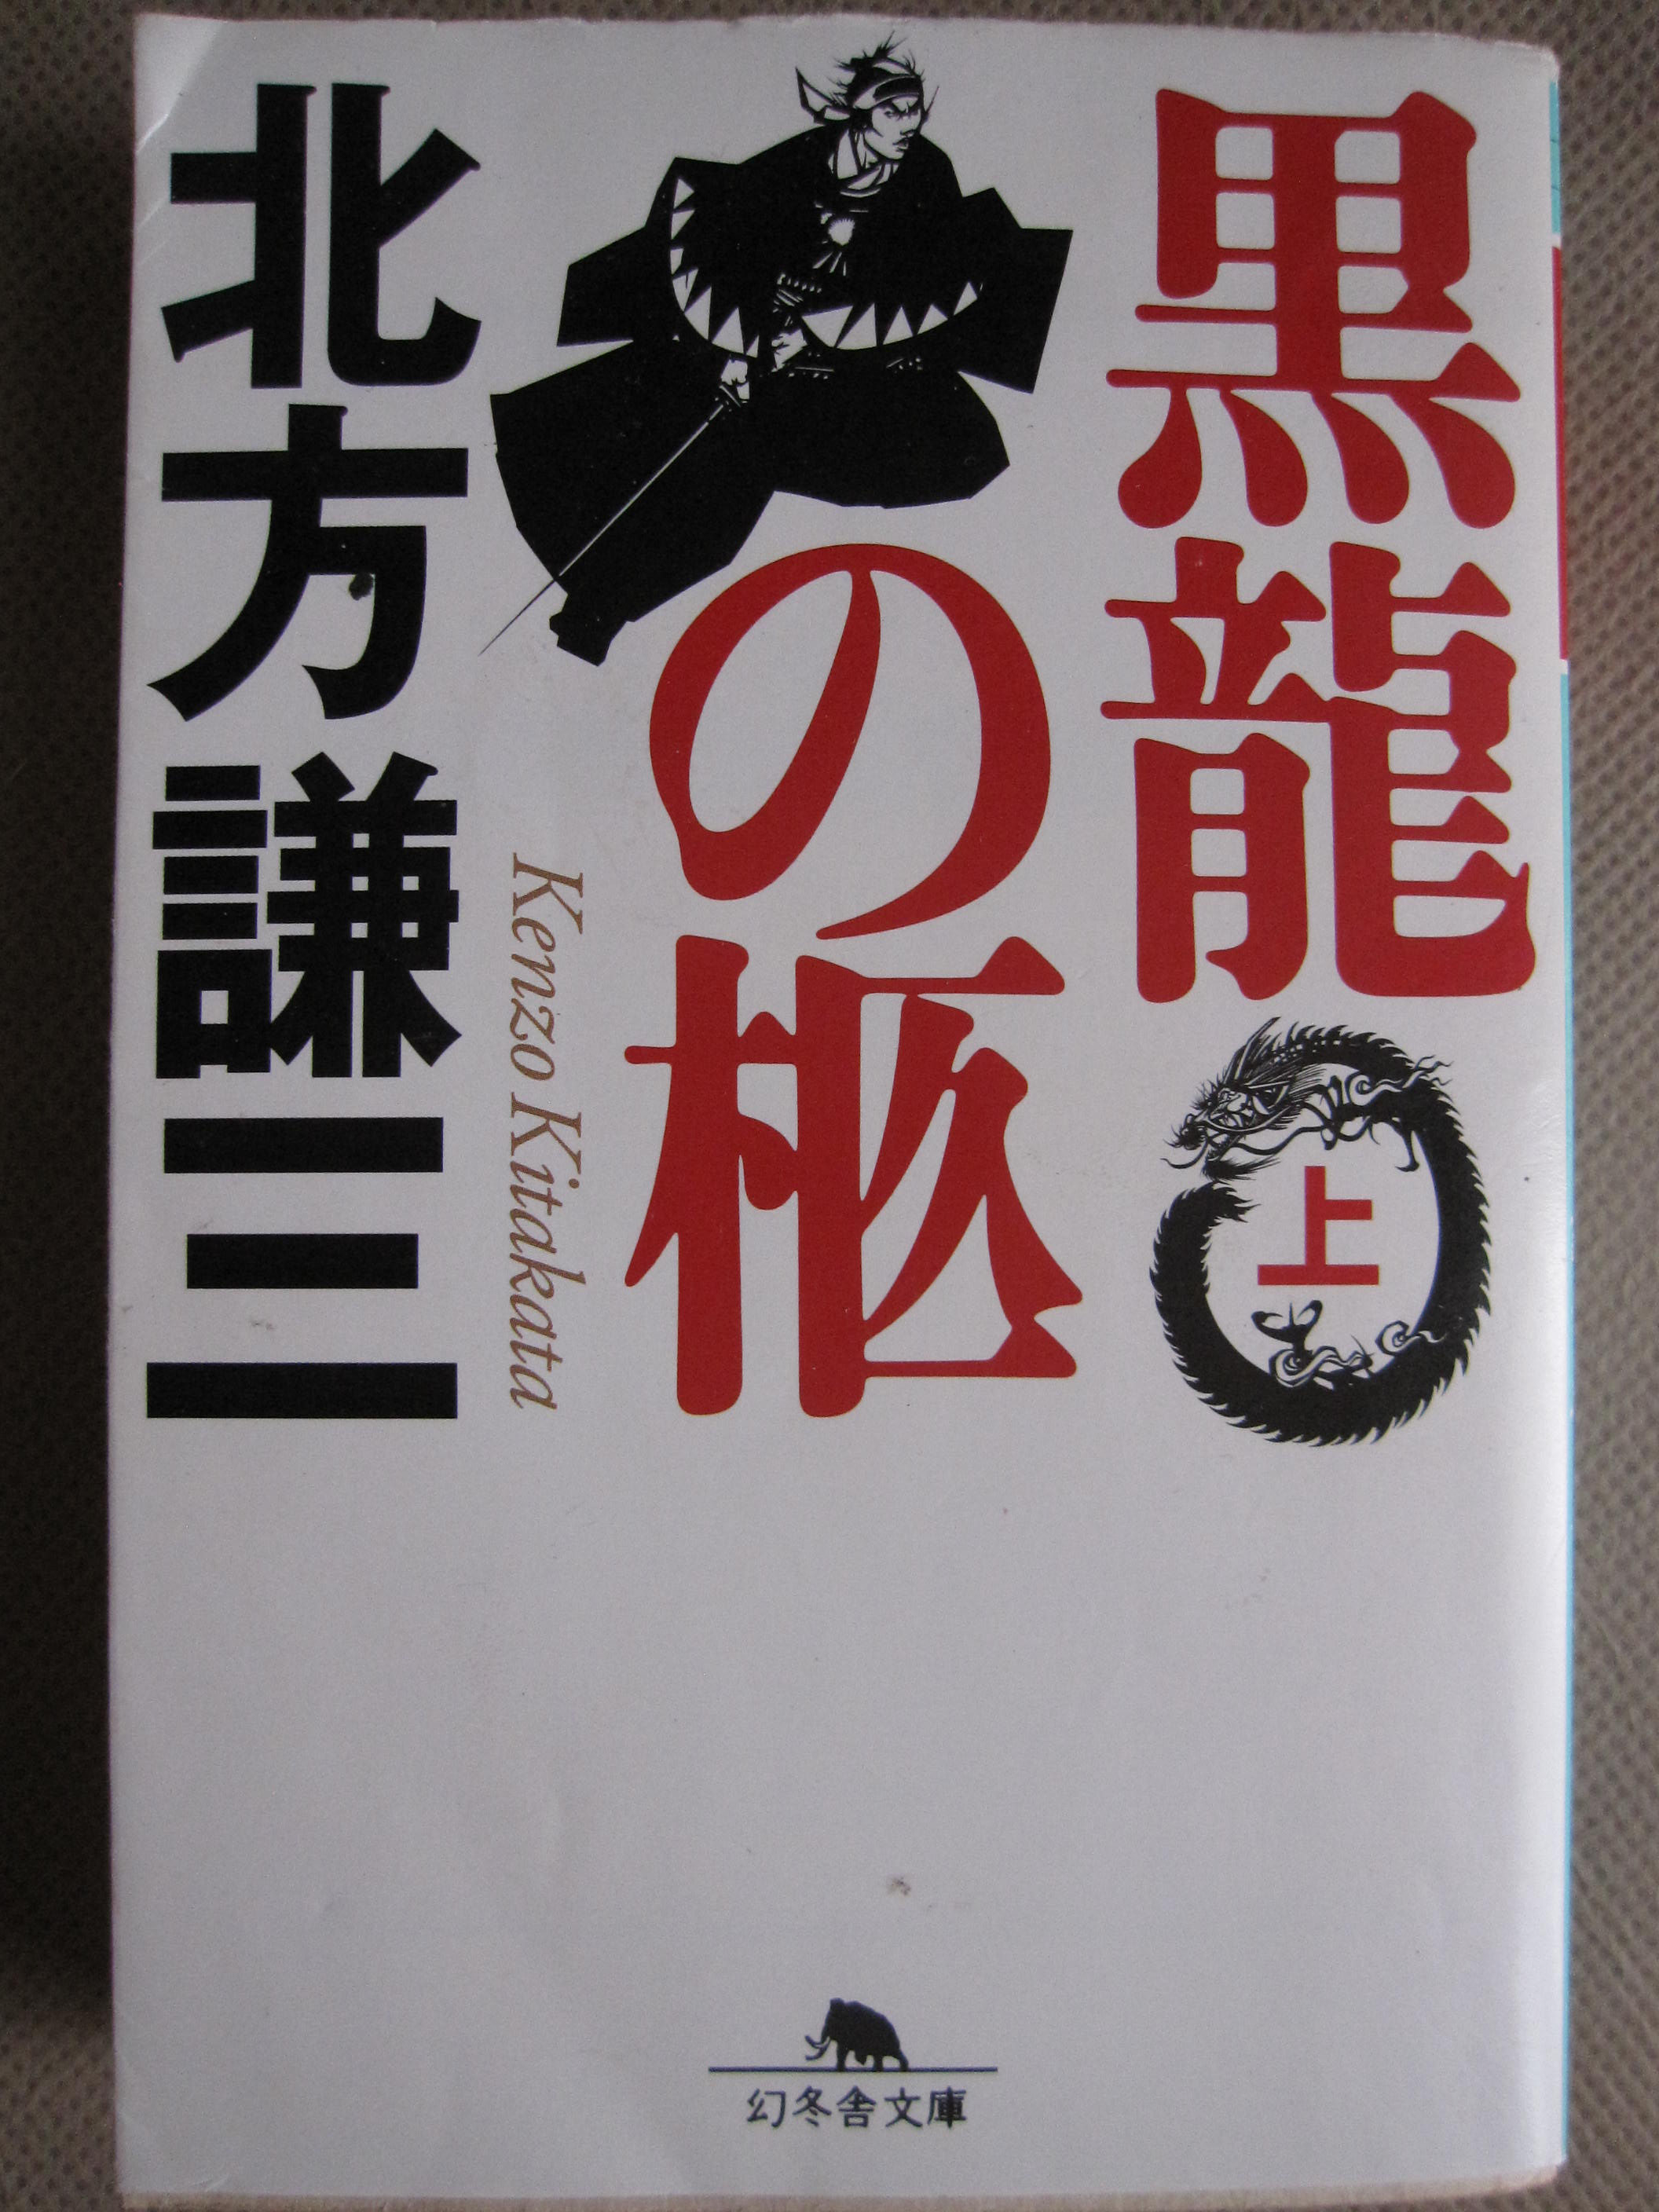 黒龍
の柩
上
北方謙三
Kenzo Kitakata
幻冬舎文庫